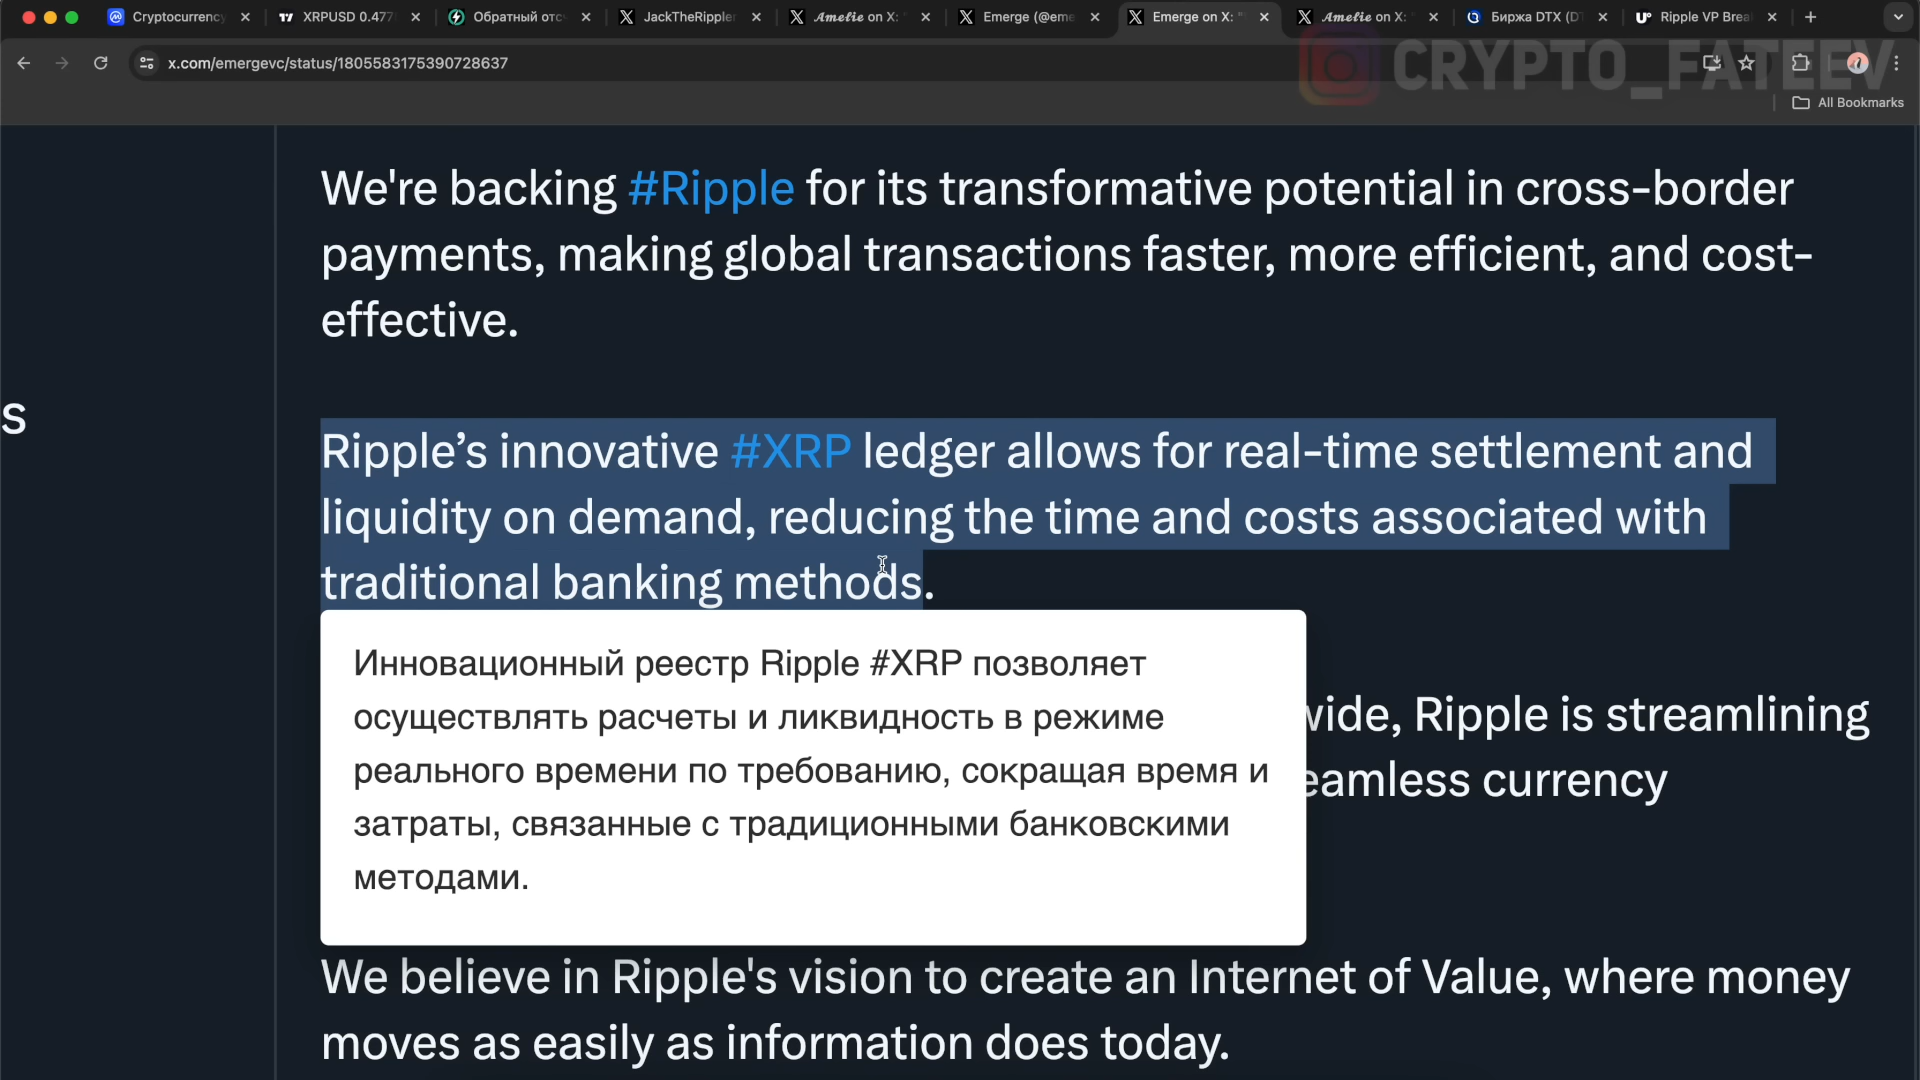 Cryptocurrency
XRPUSD 0.477
Обратный отс
JackTheRippler
Amelie on X:
Emerge (@eme
Emerge on X: "
Amelie on X:
Биржа DTX (D
Ripple VP Brea
x.com/emergevc/status/1805583175390728637
CRYPTO_FATEEV
All Bookmarks
We're backing #Ripple for its transformative potential in cross-border
payments, making global transactions faster, more efficient, and cost-
effective.
s
Ripple’s innovative #XRP ledger allows for real-time settlement and
liquidity on demand, reducing the time and costs associated with
traditional banking methods.
Инновационный реестр Ripple #XRP позволяет
осуществлять расчеты и ликвидность в режиме
реального времени по требованию, сокращая время и
затраты, связанные с традиционными банковскими
методами.
wide, Ripple is streamlining
eamless currency
We believe in Ripple's vision to create an Internet of Value, where money
moves as easily as information does today.